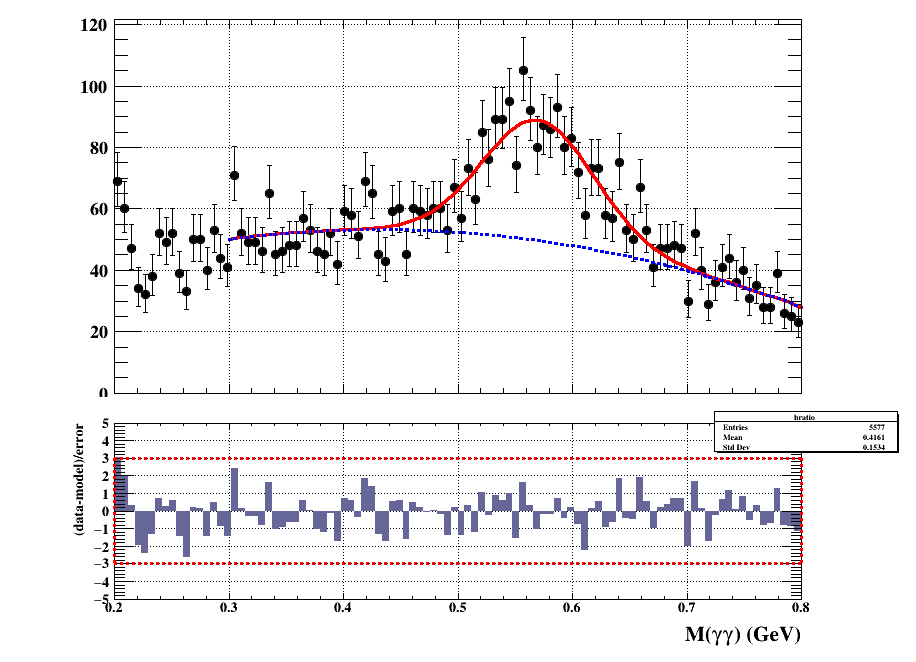 120
100
80
60
40
20
0
hratio
Entries 5577
Mean 0.4161
Std Dev 0.1534
(data-model)/error
5
4
3
2
1
0
−1
−2
−3
−4
−5
0.2 0.3 0.4 0.5 0.6 0.7 0.8
M(γγ) (GeV)